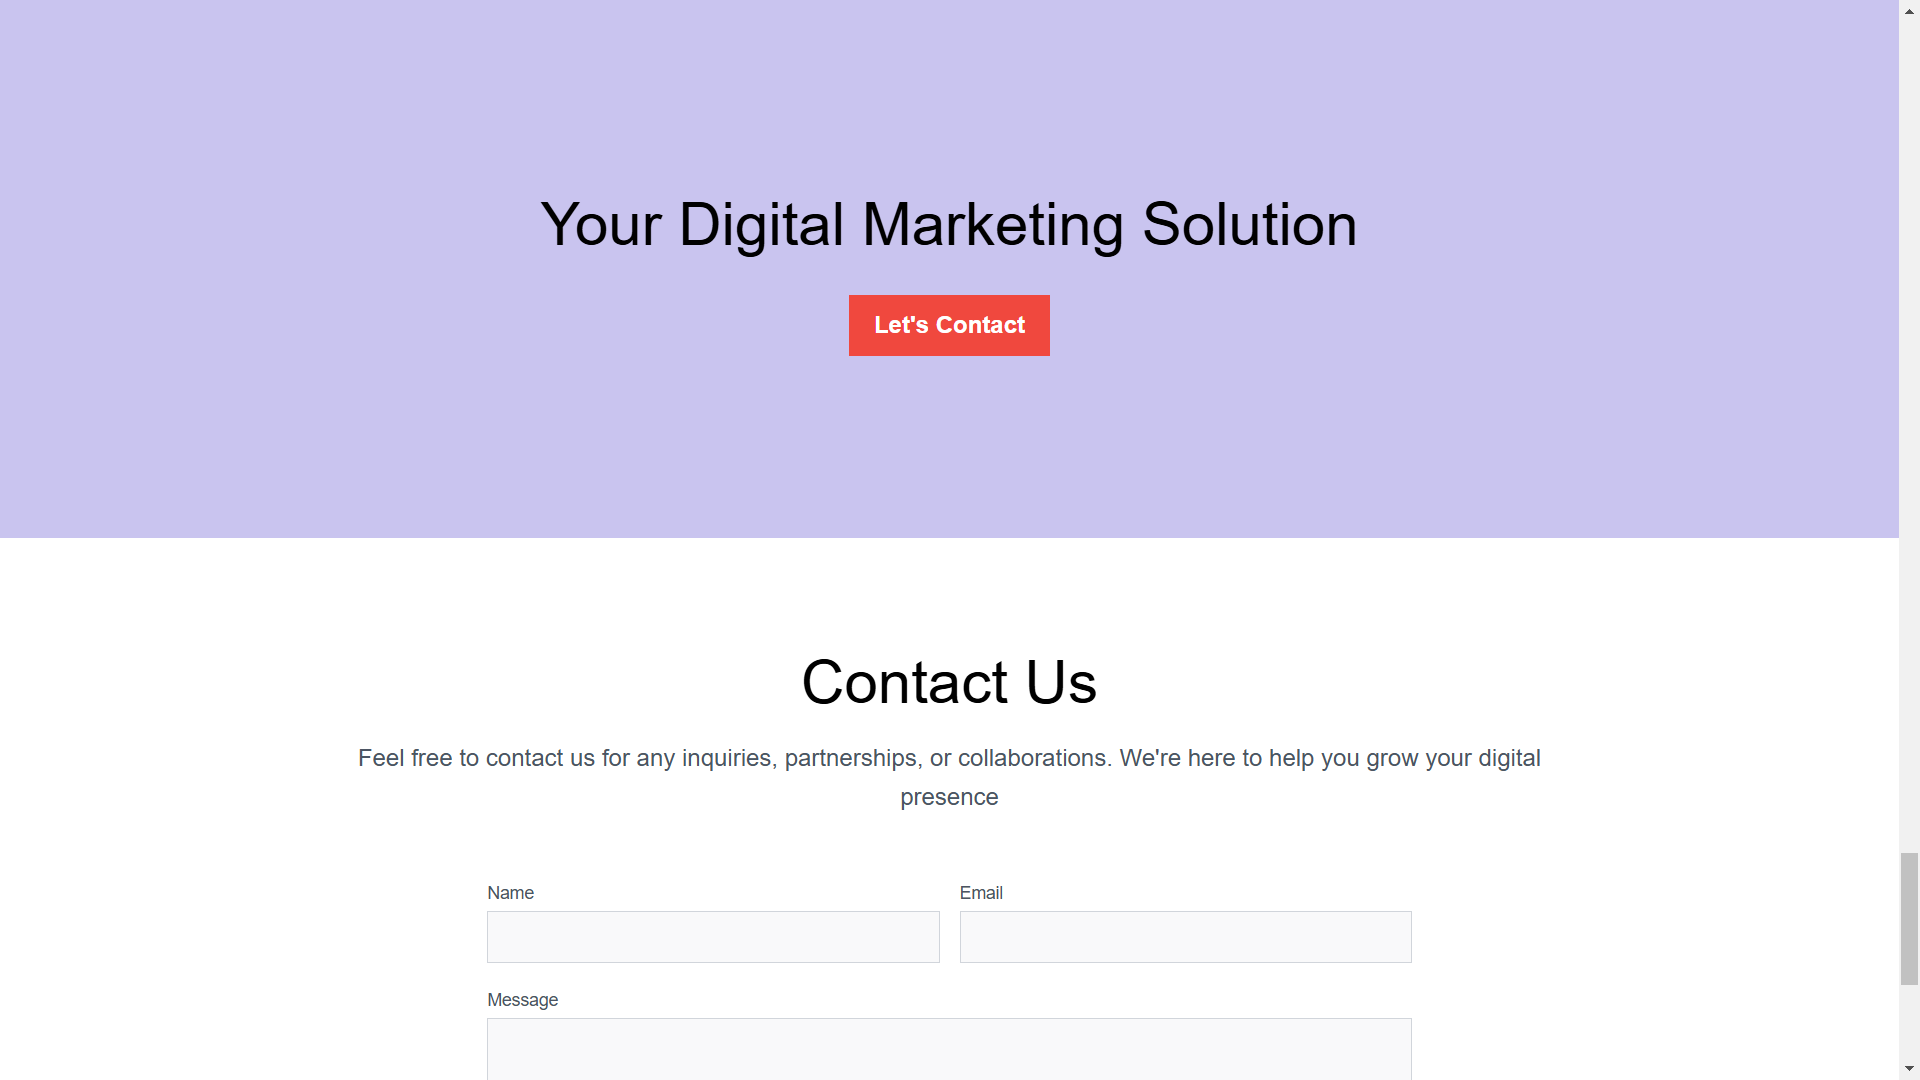 Your Digital Marketing Solution
Let's Contact
Contact Us
Feel free to contact us for any inquiries, partnerships, or collaborations. We're here to help you grow your digital
presence
Name
Email
Message